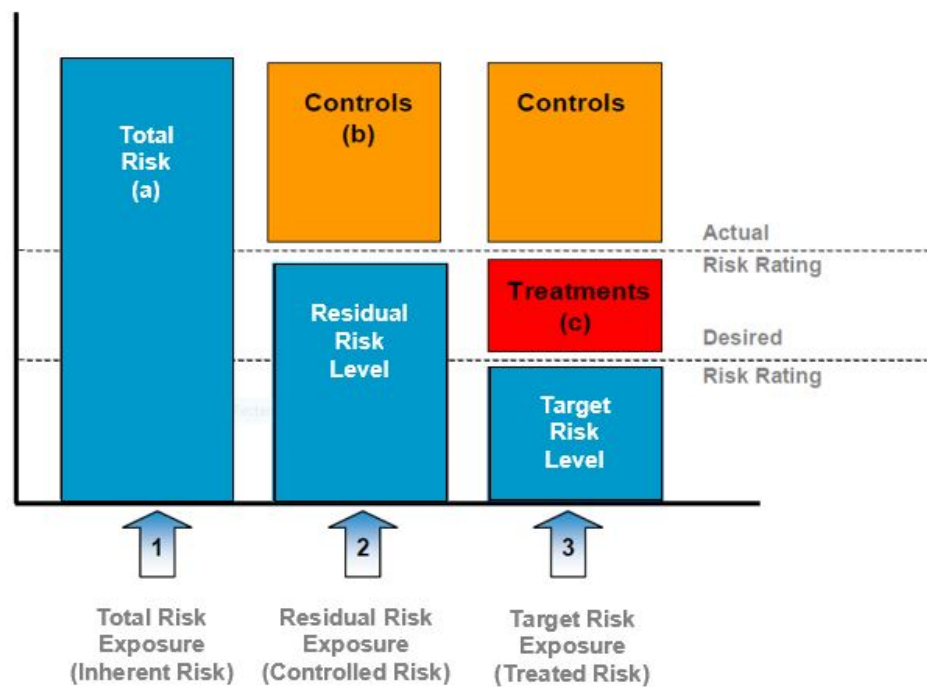 Total
Risk
(a)
Controls
(b)
Controls
Actual
Risk Rating
Residual
Risk
Level
Treatments
(c)
Desired
Risk Rating
Target
Risk
Level
1
2
3
Total Risk
Exposure
(Inherent Risk)
Residual Risk
Exposure
(Controlled Risk)
Target Risk
Exposure
(Treated Risk)